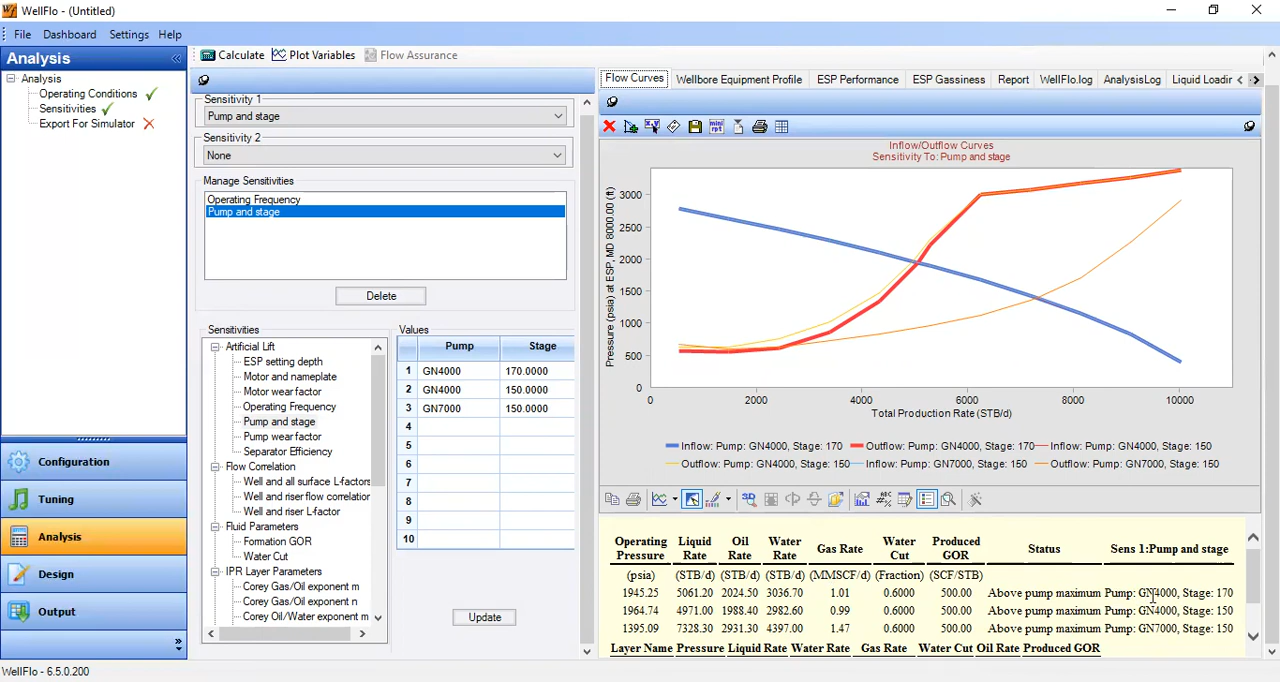 WellFlo - (Untitled)
File Dashboard Settings Help
Analysis
Analysis
Operating Conditions
Sensitivities
Export For Simulator
Configuration
Tuning
Analysis
Design
Output
Calculate Plot Variables Flow Assurance
Sensitivity 1
Pump and stage
Sensitivity 2
None
Manage Sensitivities
Operating Frequency
Pump and stage
Delete
Sensitivities
Artificial Lift
ESP setting depth
Motor and nameplate
Motor wear factor
Operating Frequency
Pump and stage
Pump wear factor
Separator Efficiency
Flow Correlation
Well and all surface L-factors
Well and riser flow correlation
Well and riser L-factor
Fluid Parameters
Formation GOR
Water Cut
IPR Layer Parameters
Corey Gas/Oil exponent m
Corey Gas/Oil exponent n
Corey Oil/Water exponent m
Values
Pump Stage
1 GN4000 170.0000
2 GN4000 150.0000
3 GN7000 150.0000
4
5
6
7
8
9
10
Update
Flow Curves Wellbore Equipment Profile ESP Performance ESP Gassiness Report WellFlo.log AnalysisLog Liquid Loadin
Inflow/Outflow Curves
Sensitivity To: Pump and stage
Pressure (psia) at ESP, MD 8000.00 (ft)
3000
2500
2000
1500
1000
500
0
0 2000 4000 6000 8000 10000
Total Production Rate (STB/d)
Inflow: Pump: GN4000, Stage: 170 Outflow: Pump: GN4000, Stage: 170 Inflow: Pump: GN4000, Stage: 150
Outflow: Pump: GN4000, Stage: 150 Inflow: Pump: GN7000, Stage: 150 Outflow: Pump: GN7000, Stage: 150
Operating Pressure Liquid Rate Oil Rate Water Rate Gas Rate Water Cut Produced GOR Status Sens 1:Pump and stage
(psia) (STB/d) (STB/d) (STB/d) (MMSCF/d) (Fraction) (SCF/STB)
1945.25 5061.20 2024.50 3036.70 1.01 0.6000 500.00 Above pump maximum Pump: GN4000, Stage: 170
1964.74 4971.00 1988.40 2982.60 0.99 0.6000 500.00 Above pump maximum Pump: GN4000, Stage: 150
1395.09 7328.30 2931.30 4397.00 1.47 0.6000 500.00 Above pump maximum Pump: GN7000, Stage: 150
Layer Name Pressure Liquid Rate Water Rate Gas Rate Water Cut Oil Rate Produced GOR
WellFlo - 6.5.0.200